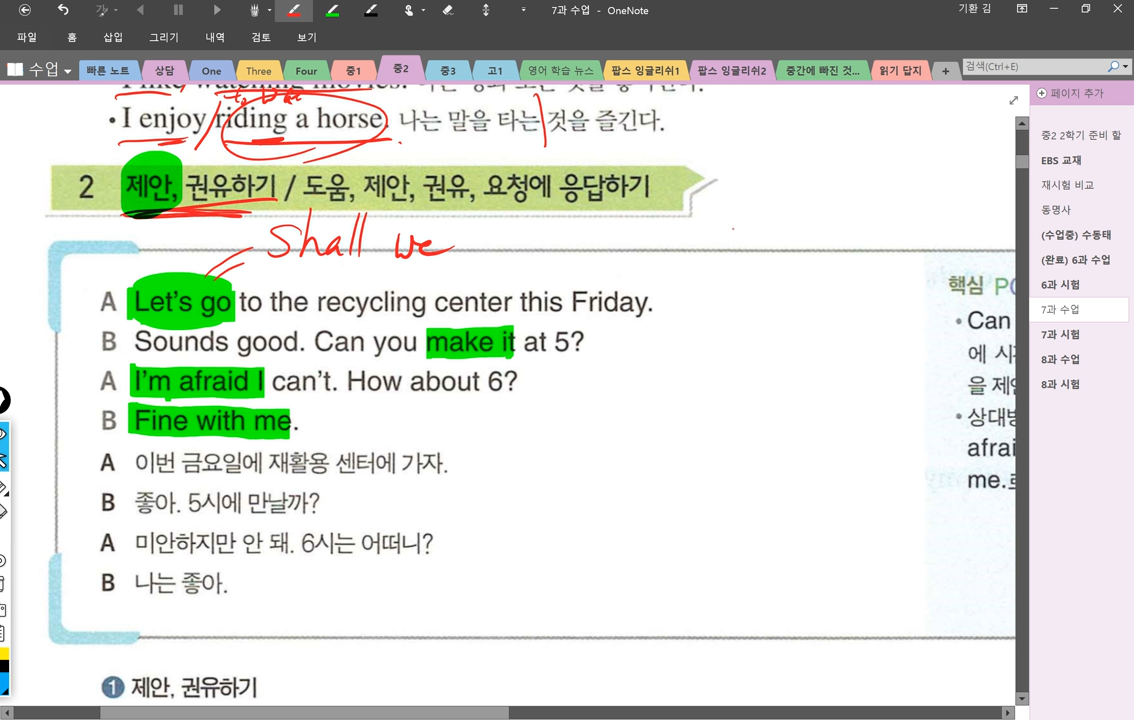 7과 수업 - OneNote
기환 김
파일 홈 삽입 그리기 내역 검토 보기
수업 빠른 노트 상담 One Three Four 중1 중2 중3 고1 영어 학습 뉴스 팝스 잉글리쉬1 팝스 잉글리쉬2 중간에 빠진 것... 읽기 답지 +
검색(Ctrl+E)
페이지 추가
중2 2학기 준비 할
EBS 교재
재시험 비교
동명사
(수업중) 수동태
(완료) 6과 수업
6과 시험
7과 수업
7과 시험
8과 수업
8과 시험
I like watching movies.
• I enjoy riding a horse. 나는 말을 타는 것을 즐긴다.
2 제안, 권유하기 / 도움, 제안, 권유, 요청에 응답하기
Shall we
A Let's go to the recycling center this Friday.
B Sounds good. Can you make it at 5?
A I'm afraid I can't. How about 6?
B Fine with me.
A 이번 금요일에 재활용 센터에 가자.
B 좋아. 5시에 만날까?
A 미안하지만 안 돼. 6시는 어떠니?
B 나는 좋아.
핵심
• Can
에 시
을 제
• 상대
afrai
me.
1 제안, 권유하기